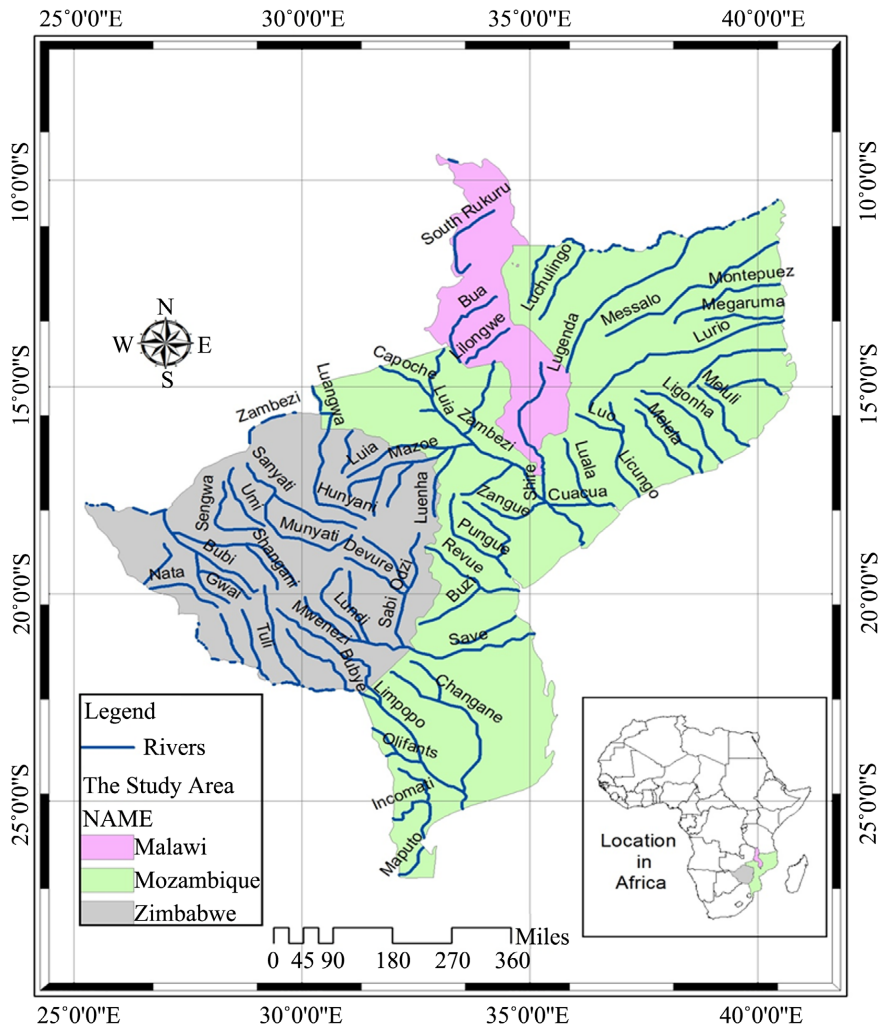 25°0'0"E 30°0'0"E 35°0'0"E 40°0'0"E
10°0'0"S
10°0'0"S
South Rukuru
Luchulingo
Montepuez
Bua
Messalo
Megaruma
N
W E
S
Lilongwe
Lugenda
Lurio
Capoche
15°0'0"S
15°0'0"S
Luangwa
Luia
Meluli
Ligonha
Zambezi
Zambezi
Luo
Melela
Luia
Mazoe
Sanyati
Luala
Licungo
Shire
Sengwa
Umi
Hunyani
Luenha
Zangue
Cuacua
Munyati
Pungue
Bubi
Shangani
Devure
Revue
Nata
Gwai
Odzi
Buzi
20°0'0"S
20°0'0"S
Lundi
Sabi
Mwenezi
Tuli
Save
Bubye
Changane
Limpopo
Legend
Rivers
Olifants
The Study Area
Incomati
25°0'0"S
25°0'0"S
NAME
Malawi
Mozambique
Zimbabwe
Maputo
Location
in
Africa
Miles
0 45 90 180 270 360
25°0'0"E 30°0'0"E 35°0'0"E 40°0'0"E